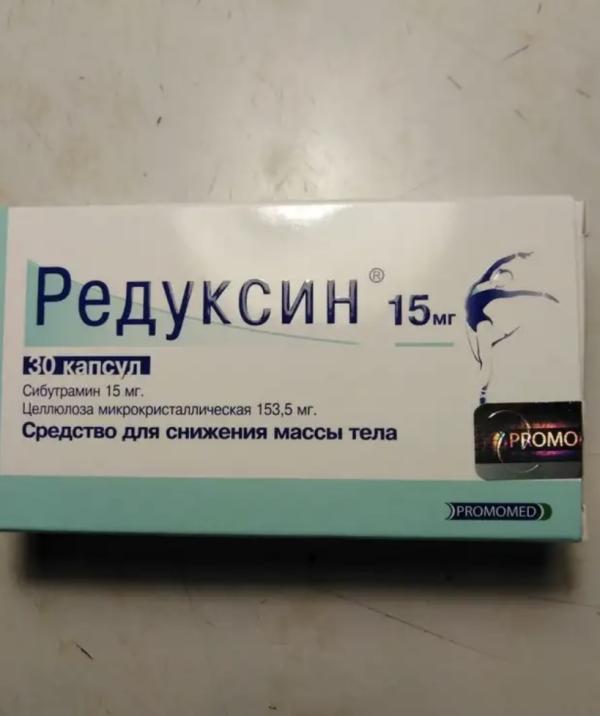 Редуксин® 15мг
30 капсул
Сибутрамин 15 мг.
Целлюлоза микрокристаллическая 153,5 мг.
Средство для снижения массы тела
PROMO
PROMOMED